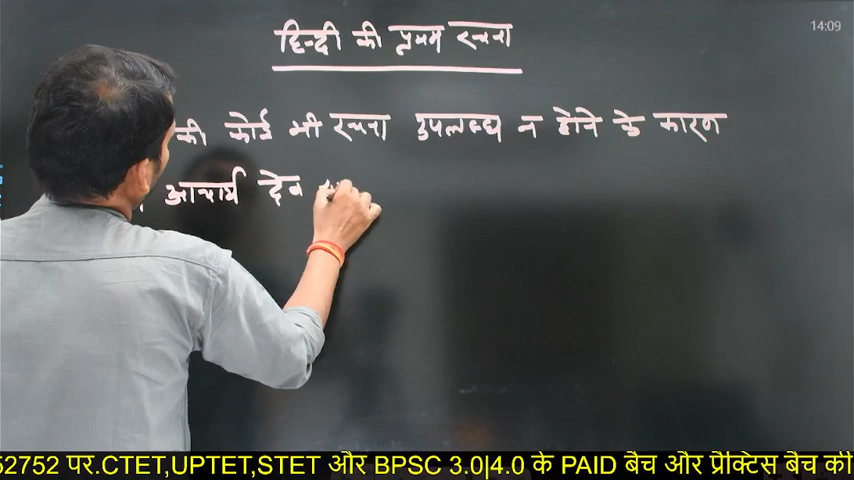 14:09
हिन्दी की प्रथम रचना
की कोई भी रचना उपलब्ध न होने के कारण
आचार्य देव
52752 पर.CTET,UPTET,STET और BPSC 3.0|4.0 के PAID बैच और प्रैक्टिस बैच की